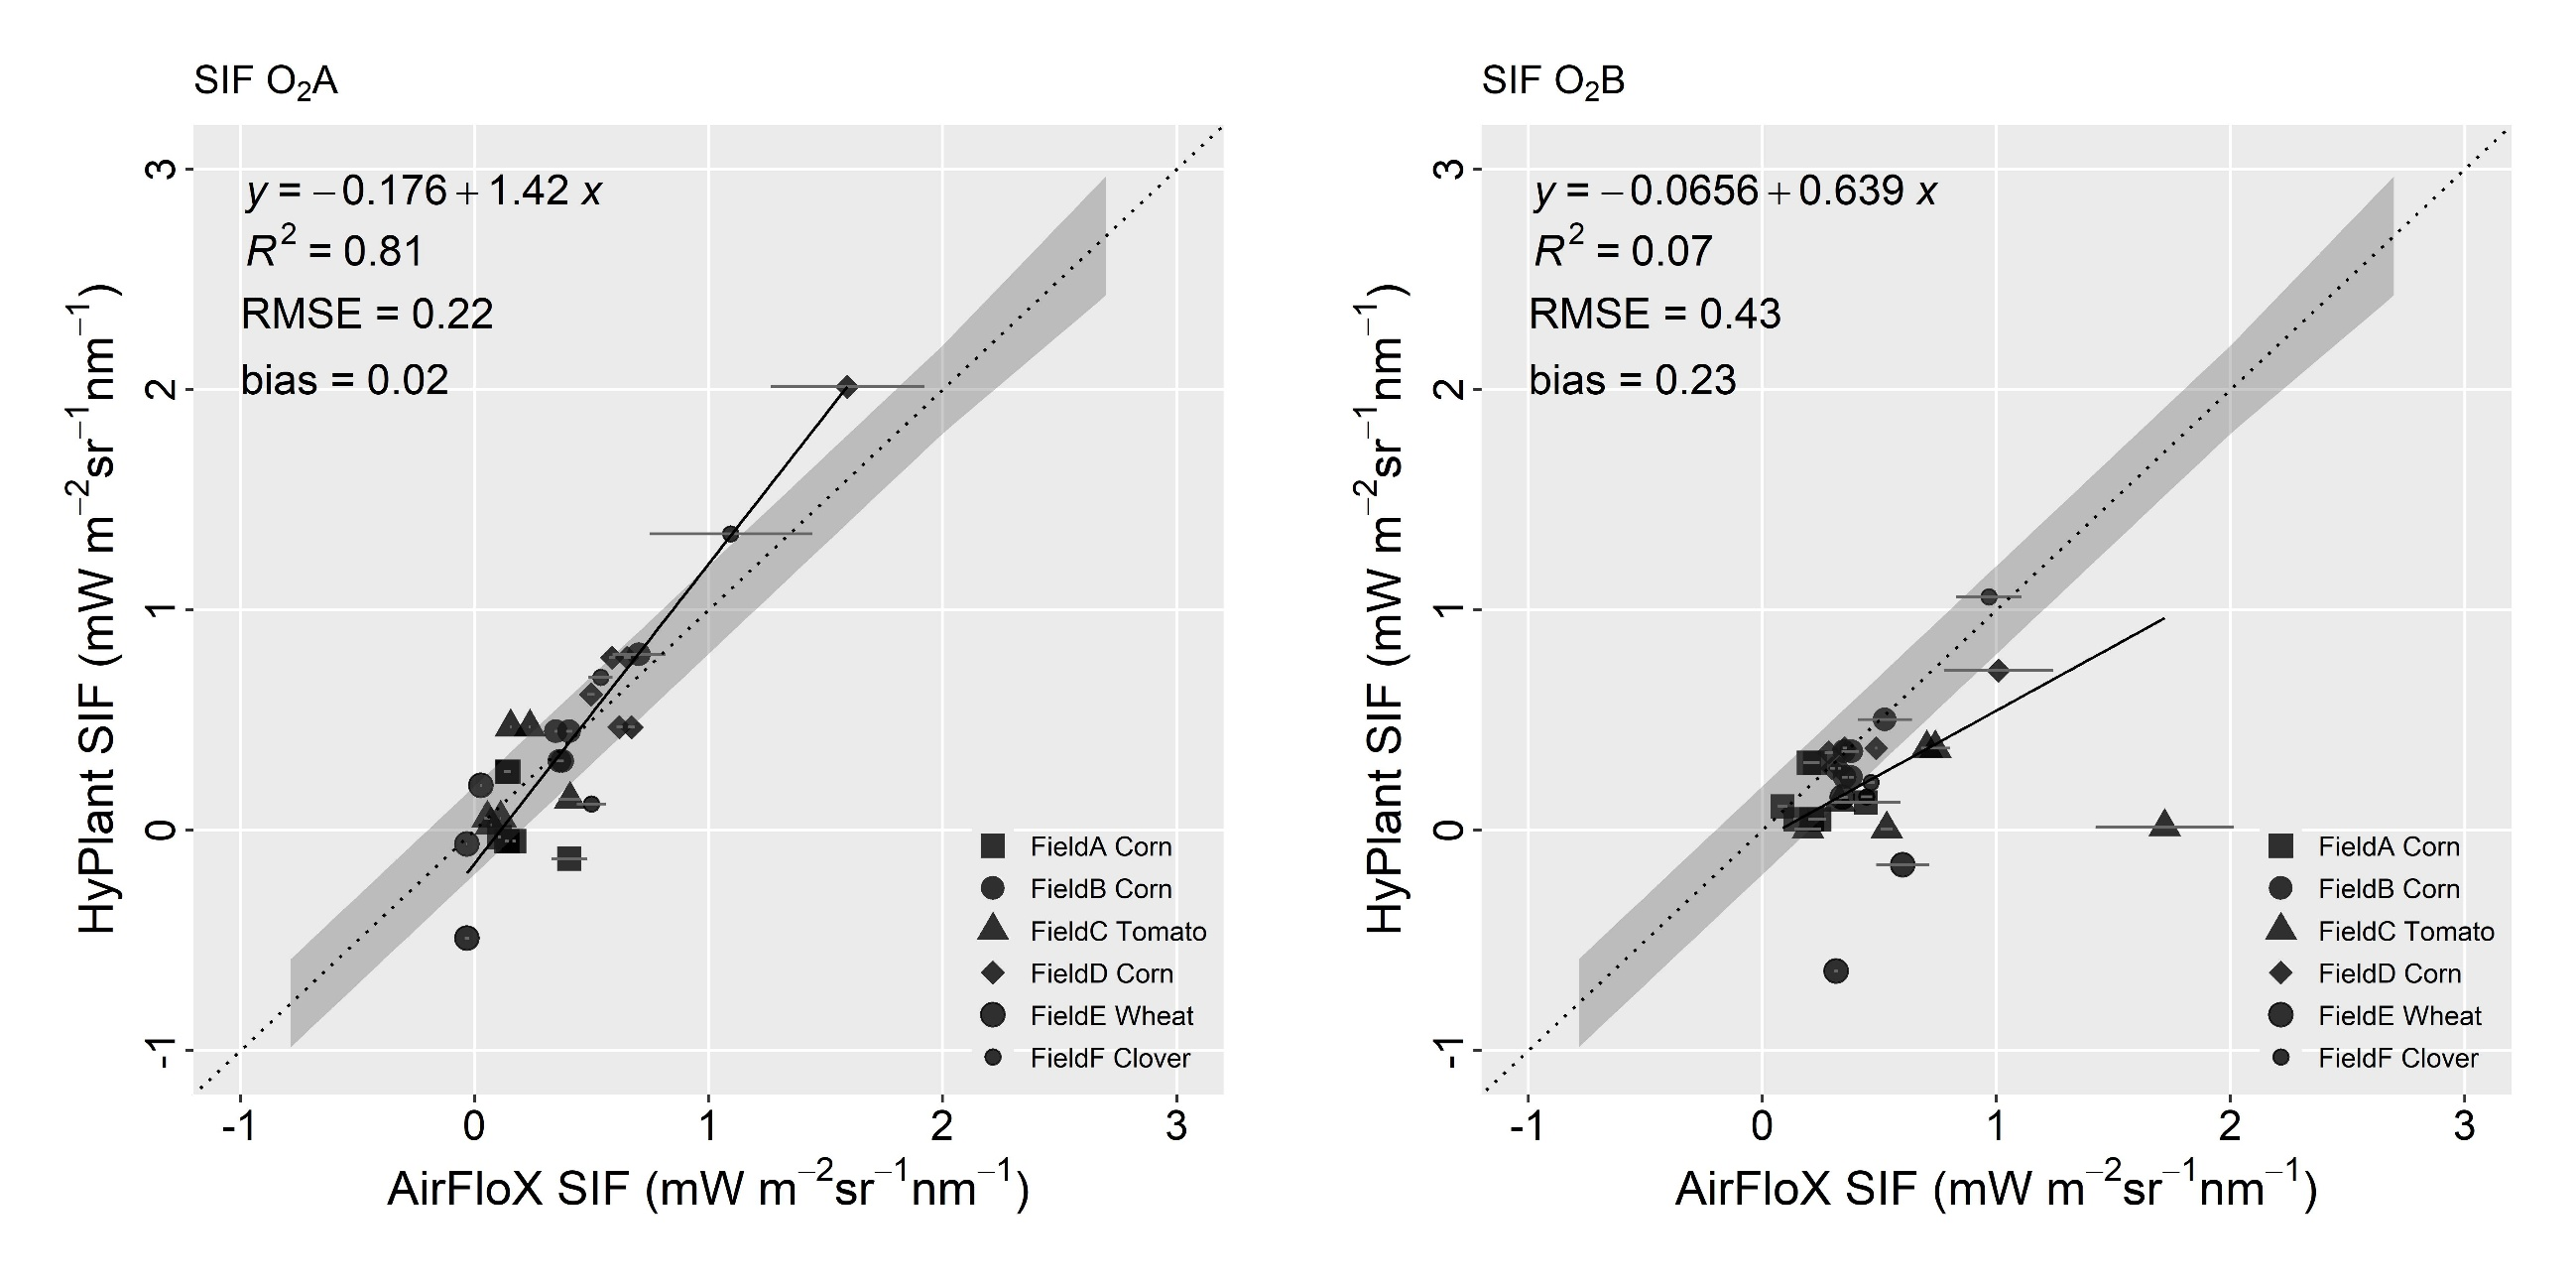 SIF O₂A
y = −0.176 + 1.42 x
R² = 0.81
RMSE = 0.22
bias = 0.02
HyPlant SIF (mW m⁻²sr⁻¹nm⁻¹)
3
2
1
0
-1
FieldA Corn
FieldB Corn
FieldC Tomato
FieldD Corn
FieldE Wheat
FieldF Clover
-1 0 1 2 3
AirFloX SIF (mW m⁻²sr⁻¹nm⁻¹)
SIF O₂B
y = −0.0656 + 0.639 x
R² = 0.07
RMSE = 0.43
bias = 0.23
HyPlant SIF (mW m⁻²sr⁻¹nm⁻¹)
3
2
1
0
-1
FieldA Corn
FieldB Corn
FieldC Tomato
FieldD Corn
FieldE Wheat
FieldF Clover
-1 0 1 2 3
AirFloX SIF (mW m⁻²sr⁻¹nm⁻¹)